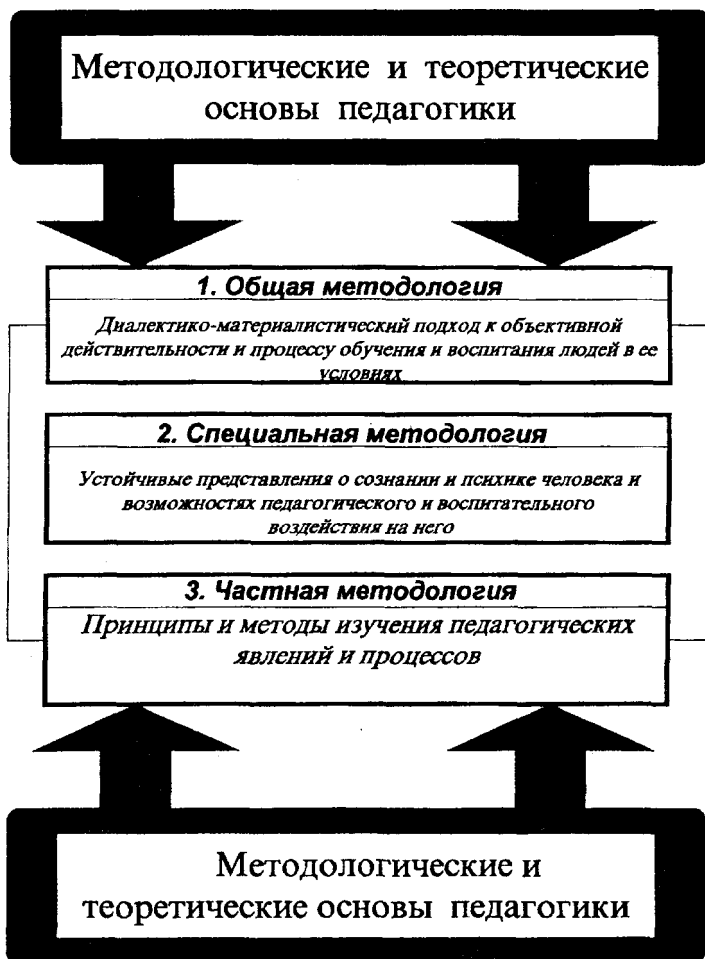 Методологические и теоретические
основы педагогики
1. Общая методология
Диалектико-материалистический подход к объективной
действительности и процессу обучения и воспитания людей в ее
условиях
2. Специальная методология
Устойчивые представления о сознании и психике человека и
возможностях педагогического и воспитательного
воздействия на него
3. Частная методология
Принципы и методы изучения педагогических
явлений и процессов
Методологические и
теоретические основы педагогики